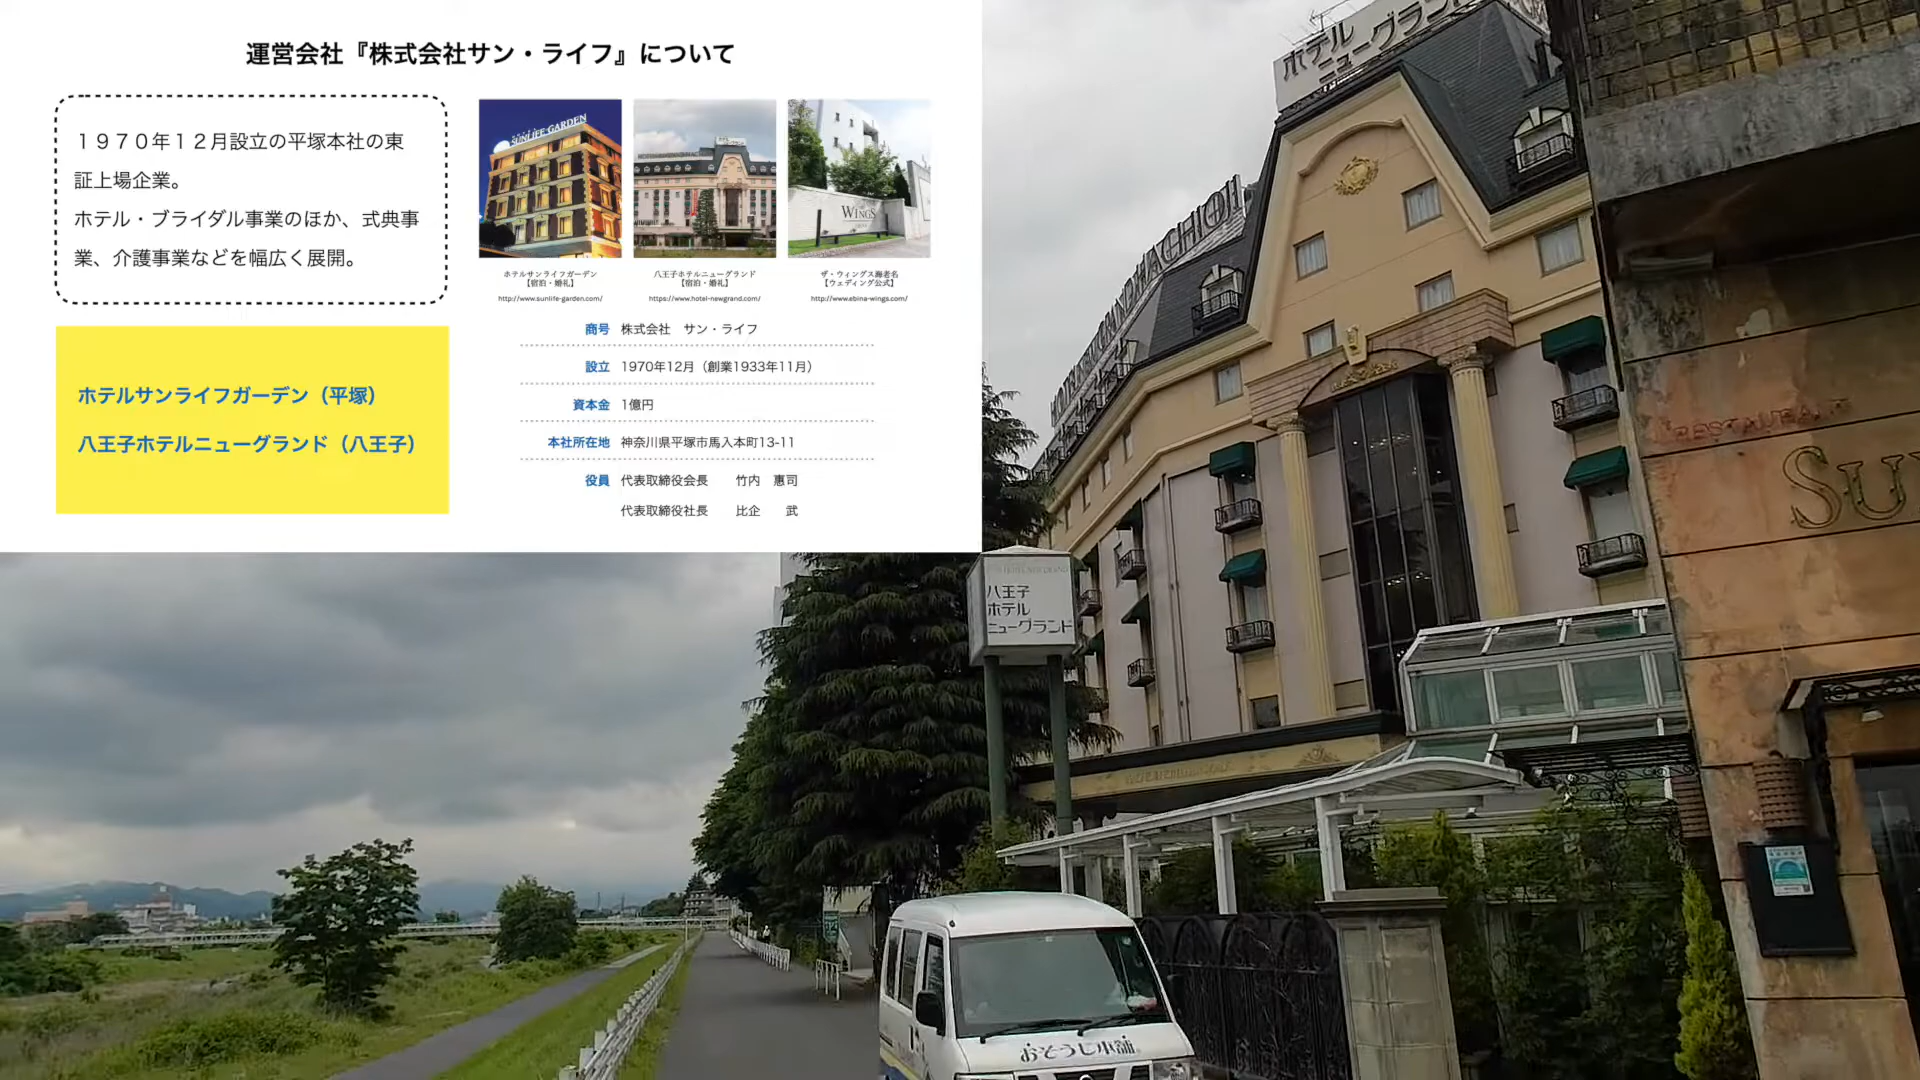 運営会社『株式会社サン・ライフ』について
１９７０年１２月設立の平塚本社の東
証上場企業。
ホテル・ブライダル事業のほか、式典事
業、介護事業などを幅広く展開。
ホテルサンライフガーデン（平塚）
八王子ホテルニューグランド（八王子）
SUNLIFE GARDEN
WINGS
ホテルサンライフガーデン
【宿泊・婚礼】
http://www.sunlife-garden.com/
八王子ホテルニューグランド
【宿泊・婚礼】
https://www.hotel-newgrand.com/
ザ・ウィングス海老名
【ウェディング公式】
http://www.ebina-wings.com/
商号 株式会社　サン・ライフ
設立 1970年12月（創業1933年11月）
資本金 1億円
本社所在地 神奈川県平塚市馬入本町13-11
役員 代表取締役会長　竹内　惠司
代表取締役社長　比企　武
ホテル
ニューグランド
八王子
ホテル
ニューグランド
RESTAURANT
おそうじ本舗